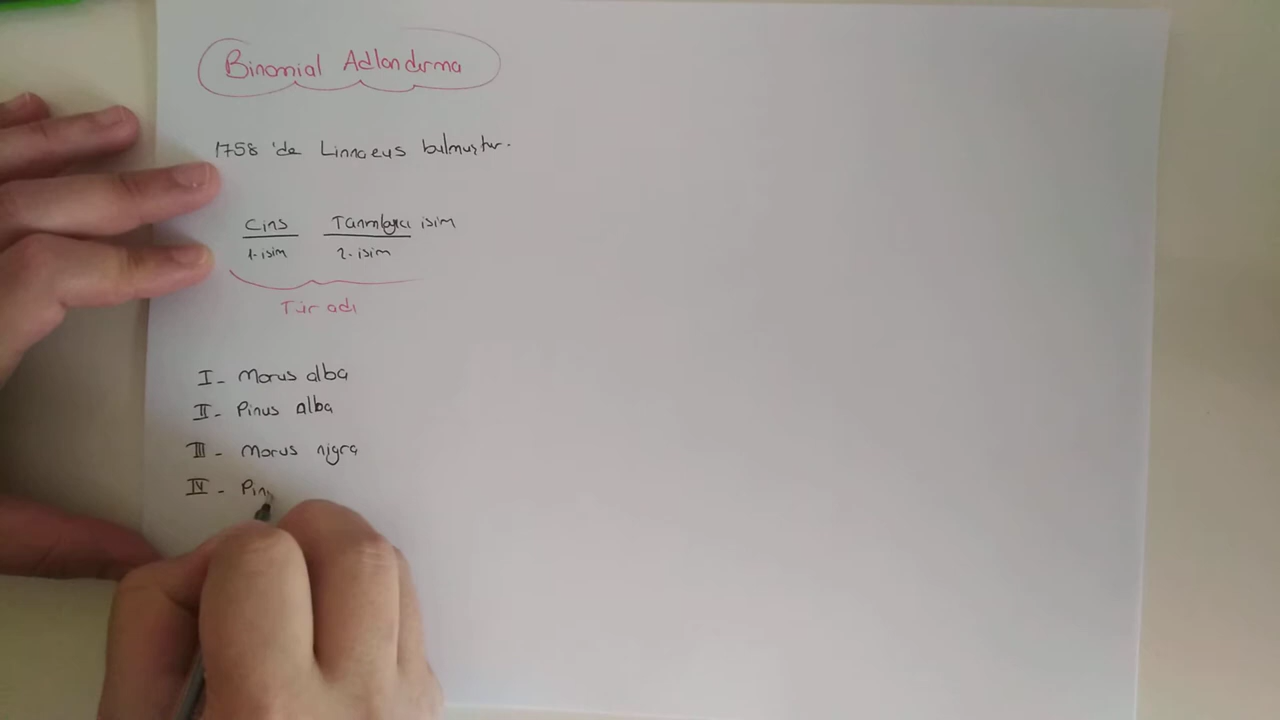 Binomial Adlandırma
1758 'de Linnaeus bulmuştur.
Cins Tanımlayıcı isim
1. isim 2. isim
Tür adı
I - Morus alba
II - Pinus alba
III - Morus nigra
IV - Pin